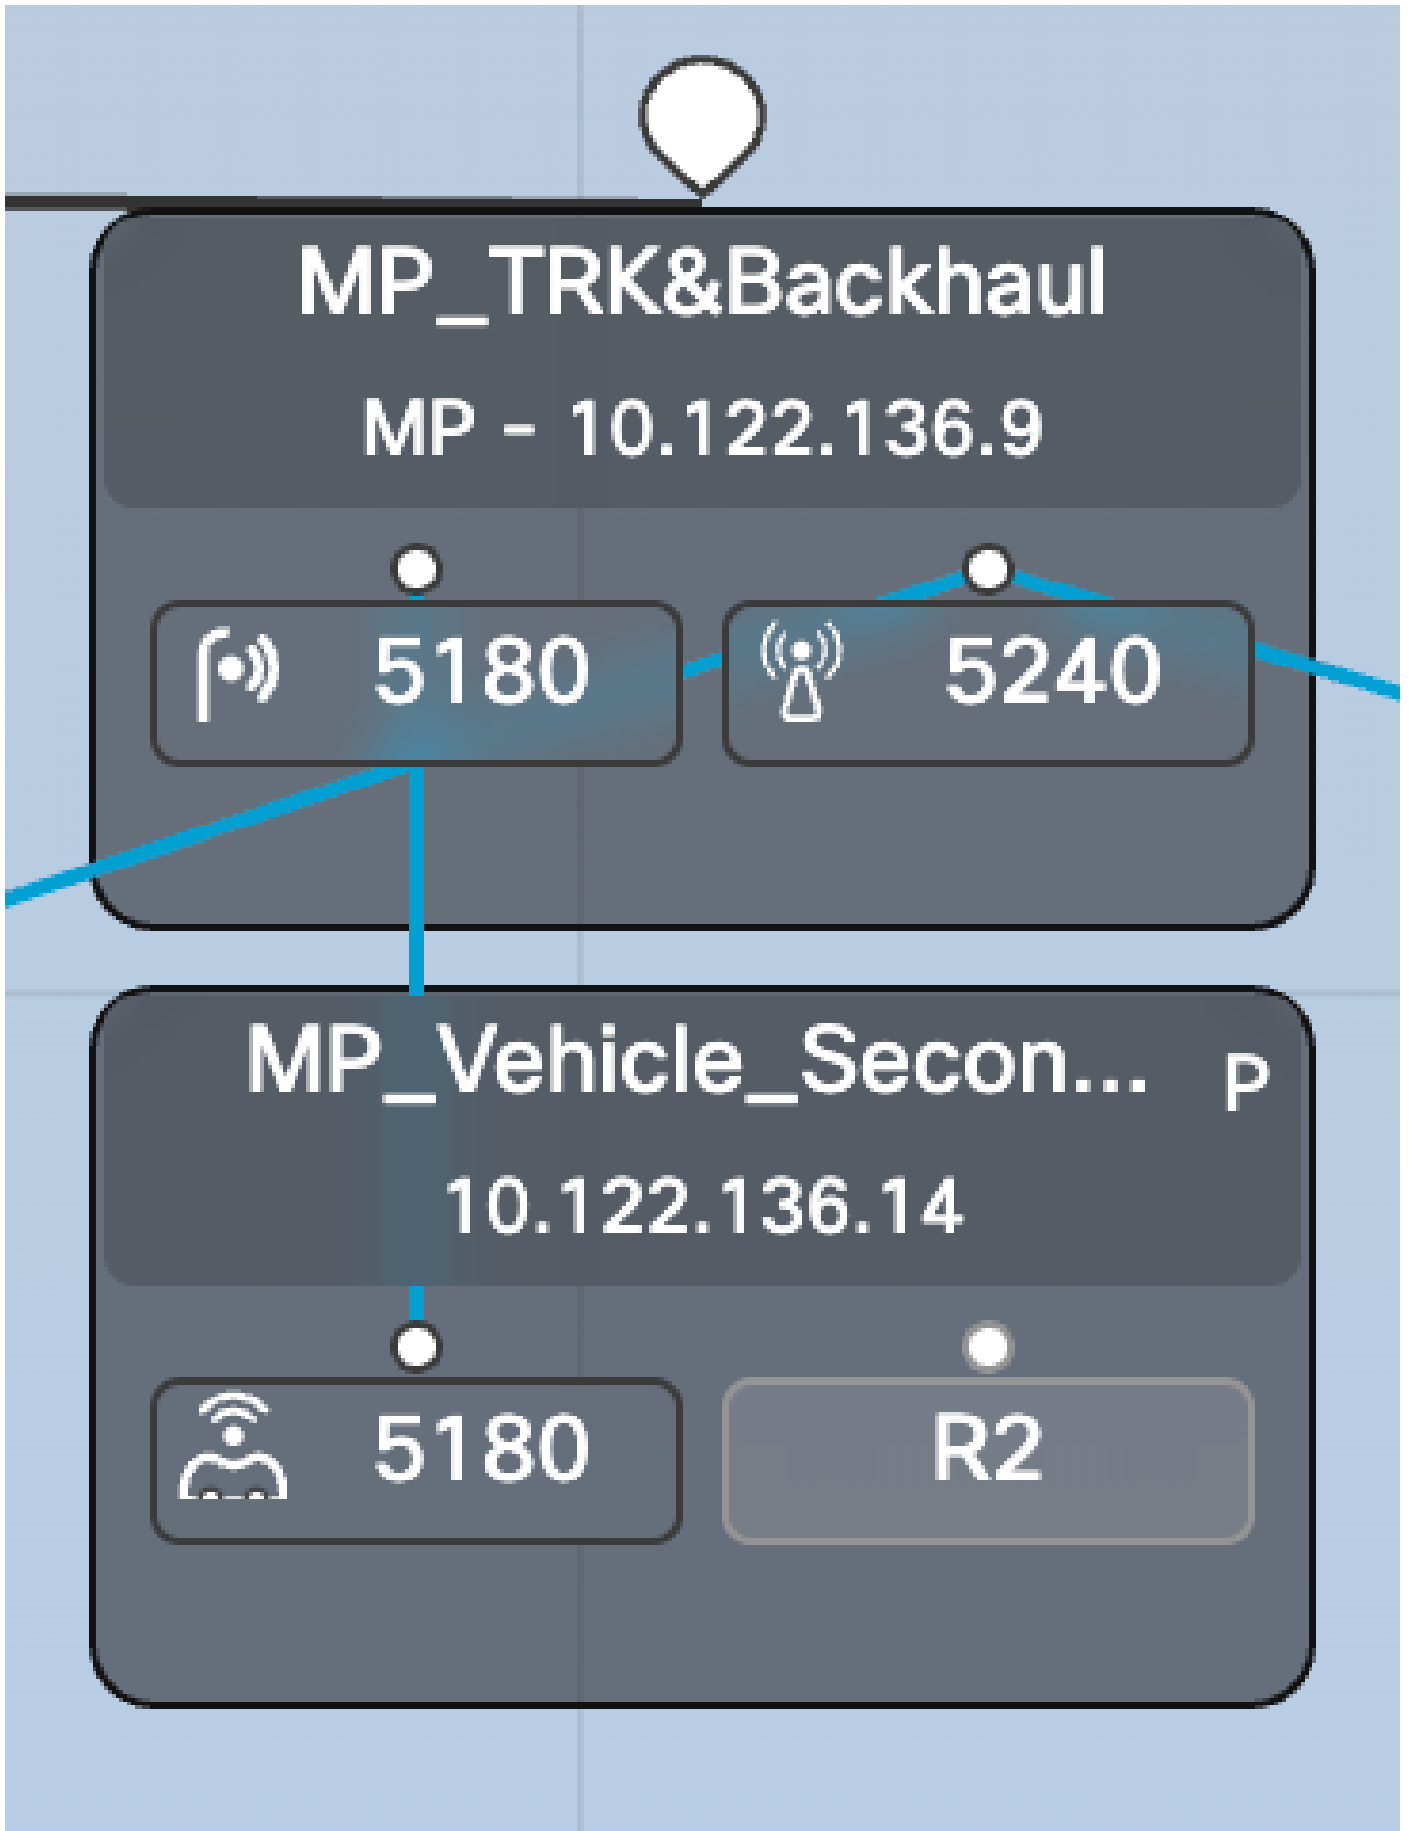 MP_TRK&Backhaul
MP - 10.122.136.9
5180 5240
MP_Vehicle_Secon... P
10.122.136.14
5180 R2